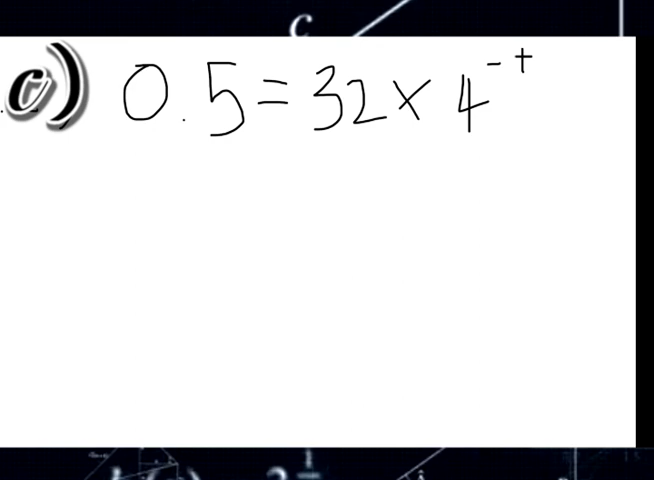 c
c) 0.5 = 32 × 4^{-t}